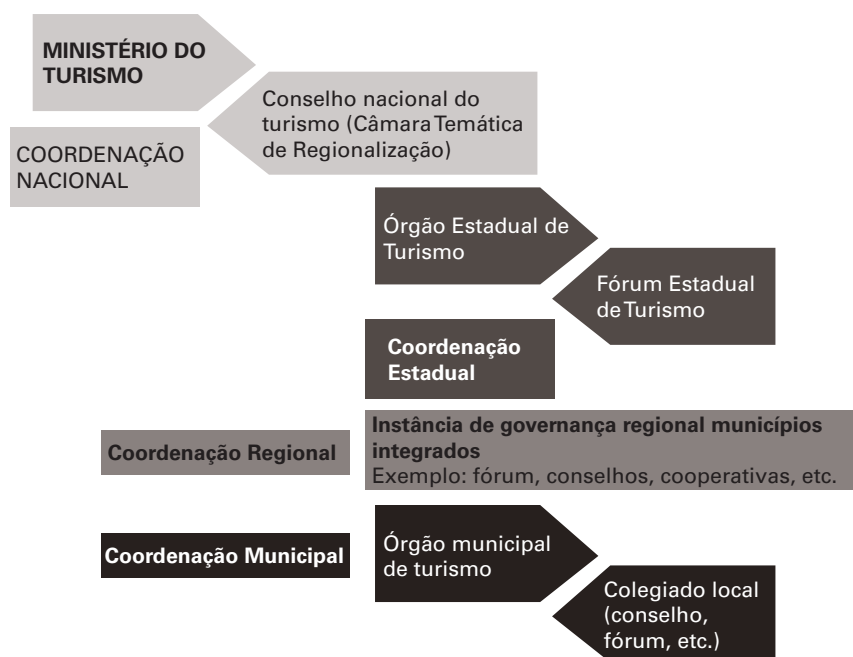 MINISTÉRIO DO
TURISMO
Conselho nacional do
turismo (Câmara Temática
de Regionalização)
COORDENAÇÃO
NACIONAL
Órgão Estadual de
Turismo
Fórum Estadual
de Turismo
Coordenação
Estadual
Coordenação Regional
Instância de governança regional municípios
integrados
Exemplo: fórum, conselhos, cooperativas, etc.
Coordenação Municipal
Órgão municipal
de turismo
Colegiado local
(conselho,
fórum, etc.)